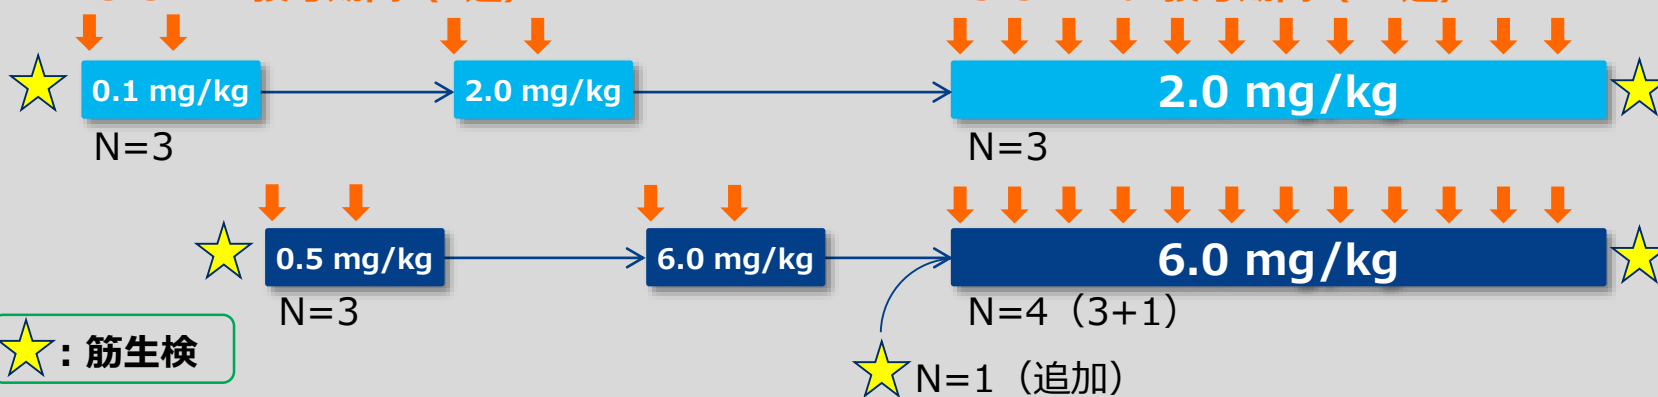 0.1 mg/kg
2.0 mg/kg
2.0 mg/kg
N=3
N=3
0.5 mg/kg
6.0 mg/kg
6.0 mg/kg
N=3
N=4（3+1）
：筋生検
N=1（追加）